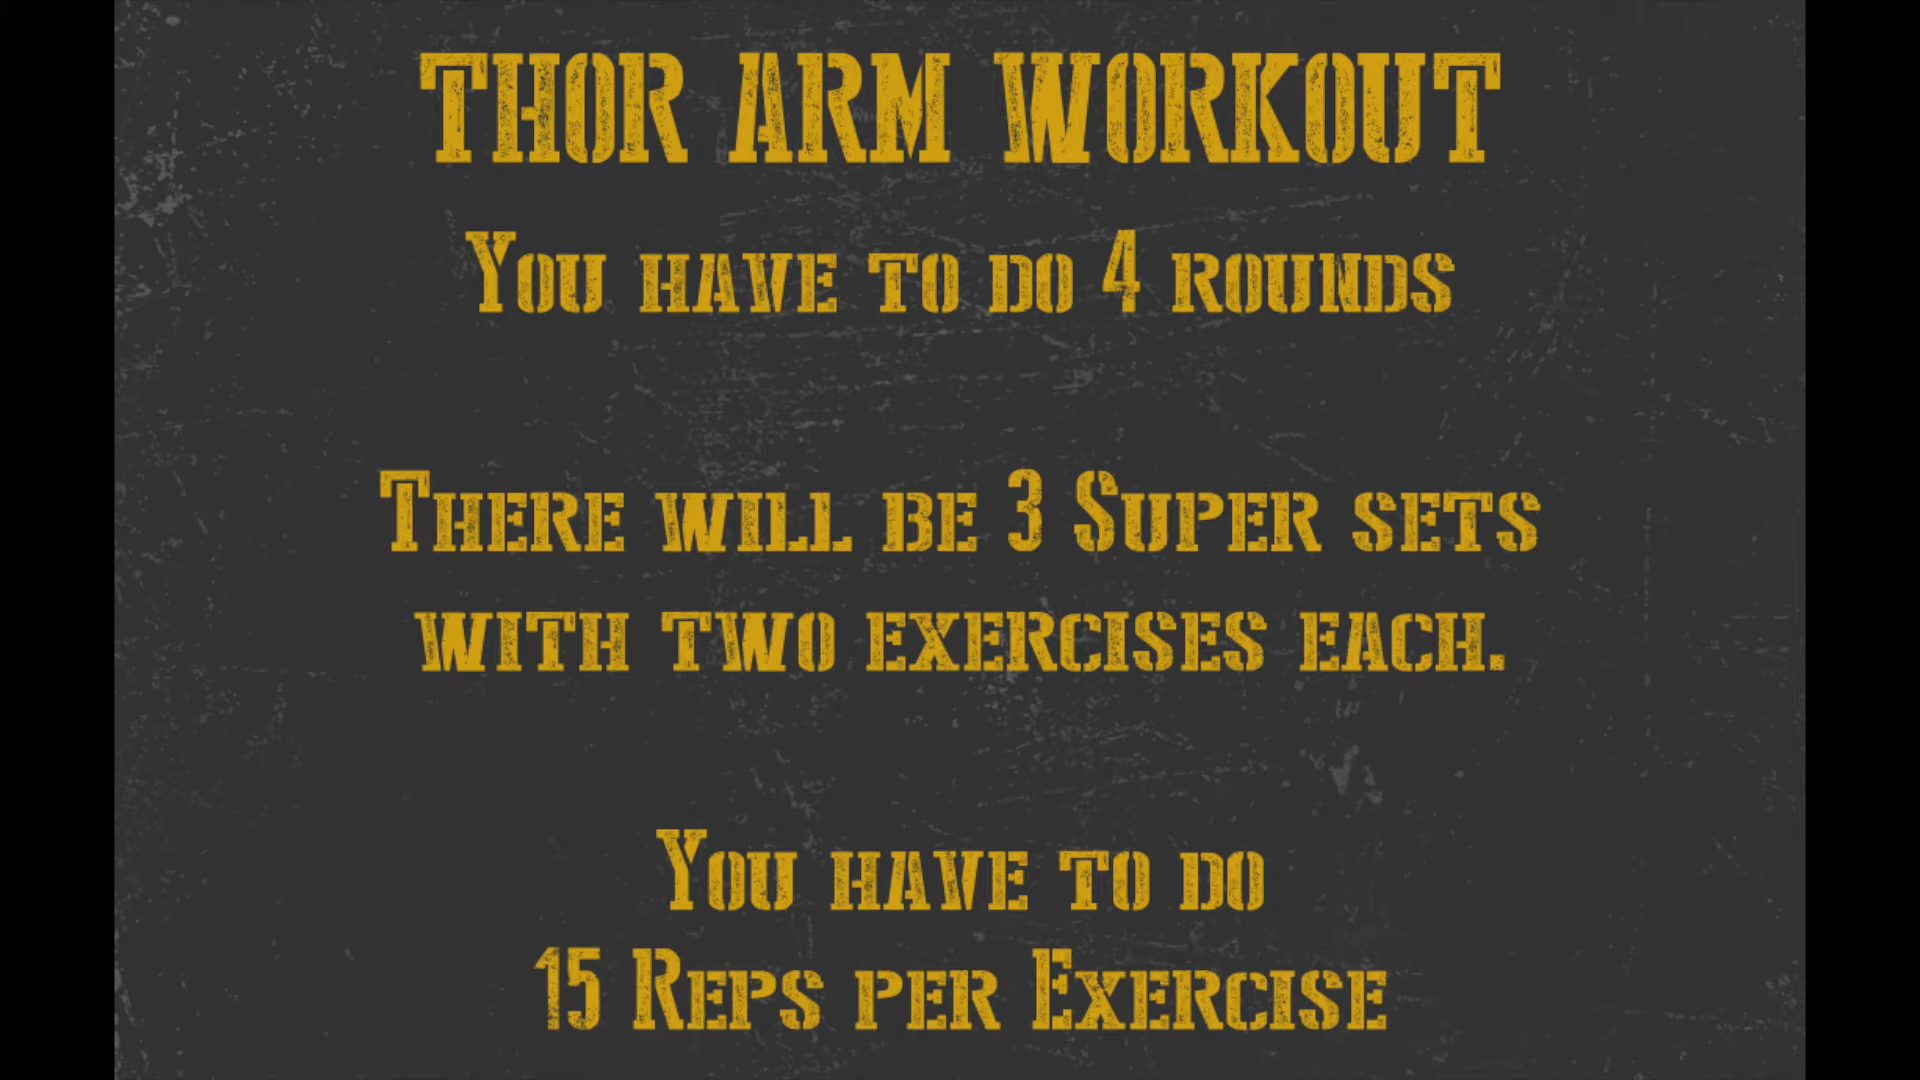 THOR ARM WORKOUT
YOU HAVE TO DO 4 ROUNDS
THERE WILL BE 3 SUPER SETS
WITH TWO EXERCISES EACH.
YOU HAVE TO DO
15 REPS PER EXERCISE